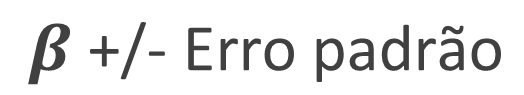 β +/- Erro padrão